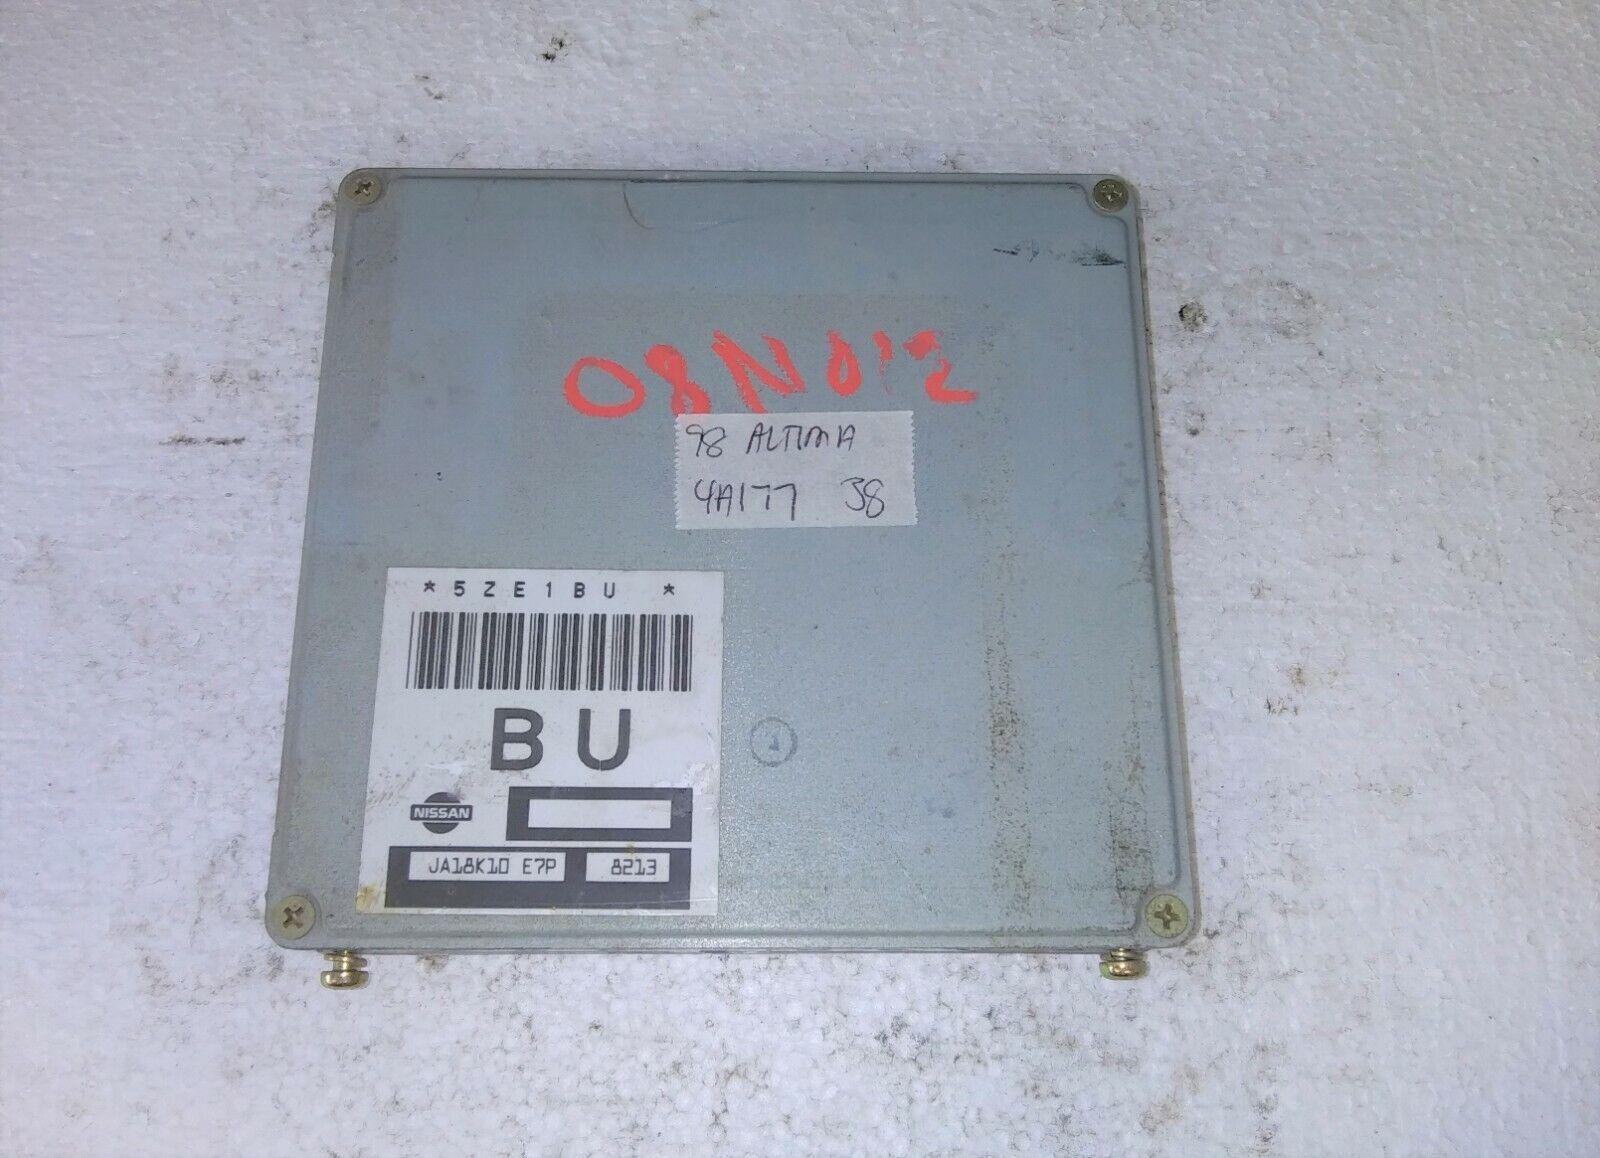 08N012
98 ALTIMA
4A177 38
*5ZE1BU *
BU
NISSAN
JA18K10 E7P 8213